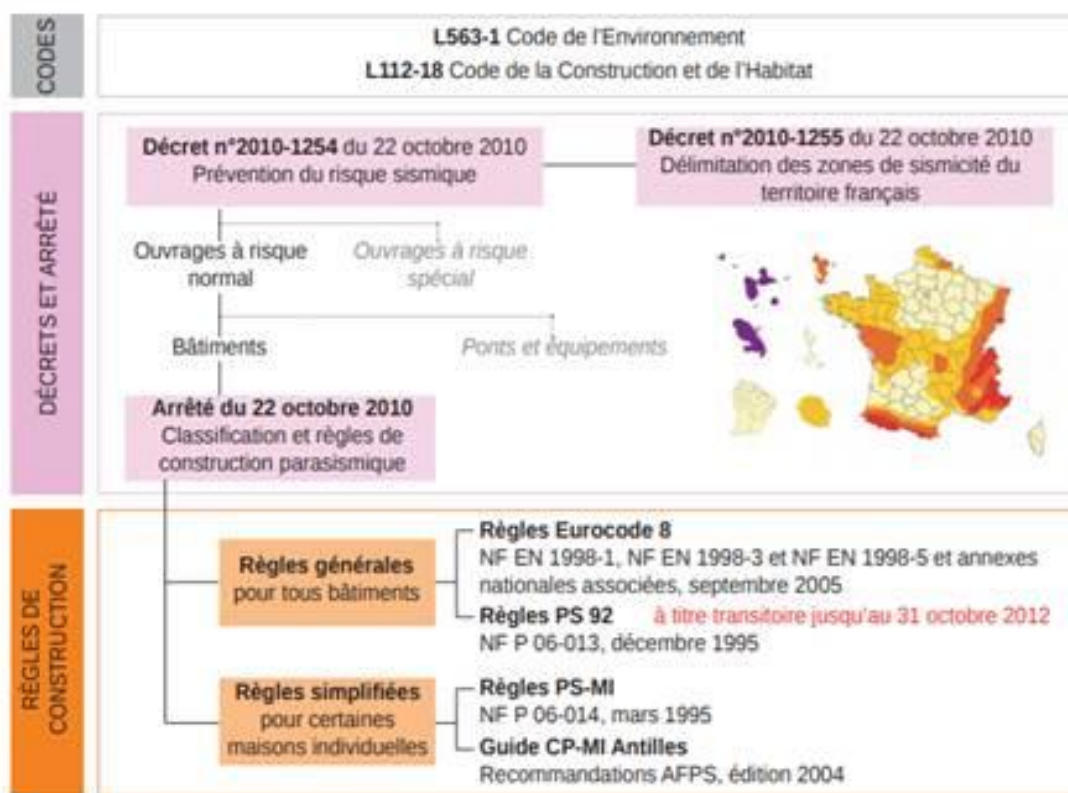 CODES
L563-1 Code de l'Environnement
L112-18 Code de la Construction et de l'Habitat
DÉCRETS ET ARRÊTÉ
Décret n°2010-1254 du 22 octobre 2010
Prévention du risque sismique
Décret n°2010-1255 du 22 octobre 2010
Délimitation des zones de sismicité du
territoire français
Ouvrages à risque
normal
Ouvrages à risque
spécial
Bâtiments
Ponts et équipements
Arrêté du 22 octobre 2010
Classification et règles de
construction parasismique
RÈGLES DE
CONSTRUCTION
Règles générales
pour tous bâtiments
Règles Eurocode 8
NF EN 1998-1, NF EN 1998-3 et NF EN 1998-5 et annexes
nationales associées, septembre 2005
Règles PS 92 à titre transitoire jusqu'au 31 octobre 2012
NF P 06-013, décembre 1995
Règles simplifiées
pour certaines
maisons individuelles
Règles PS-MI
NF P 06-014, mars 1995
Guide CP-MI Antilles
Recommandations AFPS, édition 2004